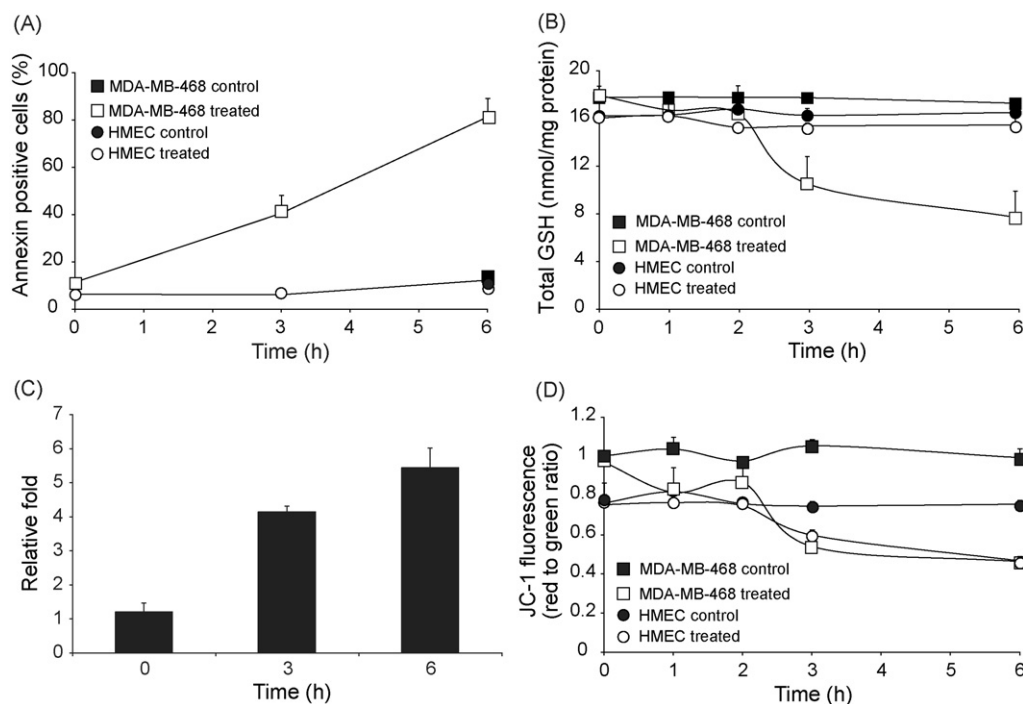 (A)
Annexin positive cells (%)
100
80
60
40
20
0
MDA-MB-468 control
MDA-MB-468 treated
HMEC control
HMEC treated
0 1 2 3 4 5 6
Time (h)
(B)
Total GSH (nmol/mg protein)
20
16
12
8
4
0
MDA-MB-468 control
MDA-MB-468 treated
HMEC control
HMEC treated
0 1 2 3 4 5 6
Time (h)
(C)
Relative fold
7
6
5
4
3
2
1
0
0 3 6
Time (h)
(D)
JC-1 fluorescence
(red to green ratio)
1.2
1
0.8
0.6
0.4
0.2
0
MDA-MB-468 control
MDA-MB-468 treated
HMEC control
HMEC treated
0 1 2 3 4 5 6
Time (h)